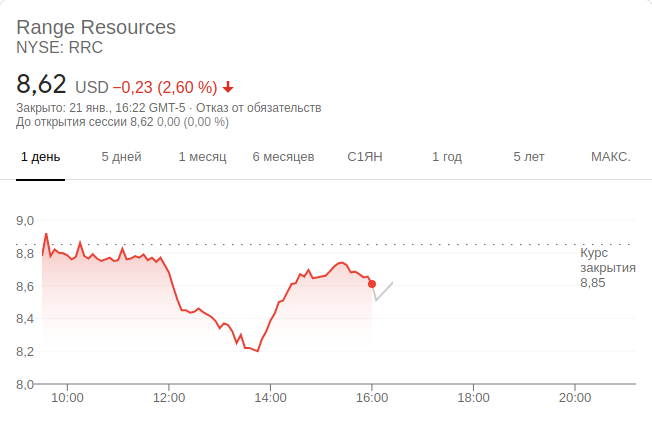 Range Resources
NYSE: RRC
8,62 USD −0,23 (2,60 %)
Закрыто: 21 янв., 16:22 GMT-5 · Отказ от обязательств
До открытия сессии 8,62 0,00 (0,00 %)
1 день 5 дней 1 месяц 6 месяцев С1ЯН 1 год 5 лет МАКС.
9,0
8,8
8,6
8,4
8,2
8,0
Курс
закрытия
8,85
10:00 12:00 14:00 16:00 18:00 20:00